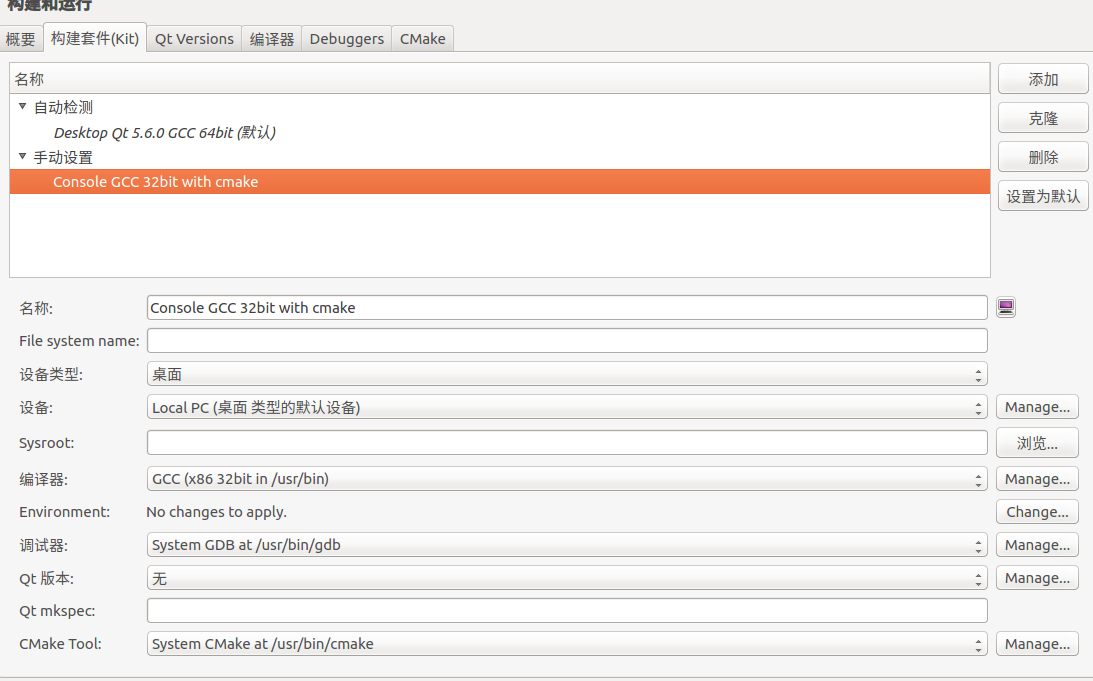 构建和运行
概要 构建套件(Kit) Qt Versions 编译器 Debuggers CMake
名称
添加
自动检测
Desktop Qt 5.6.0 GCC 64bit (默认)
克隆
手动设置
删除
Console GCC 32bit with cmake
设置为默认
名称: Console GCC 32bit with cmake
File system name:
设备类型: 桌面
设备: Local PC (桌面 类型的默认设备) Manage...
Sysroot: 浏览...
编译器: GCC (x86 32bit in /usr/bin) Manage...
Environment: No changes to apply. Change...
调试器: System GDB at /usr/bin/gdb Manage...
Qt 版本: 无 Manage...
Qt mkspec:
CMake Tool: System CMake at /usr/bin/cmake Manage...